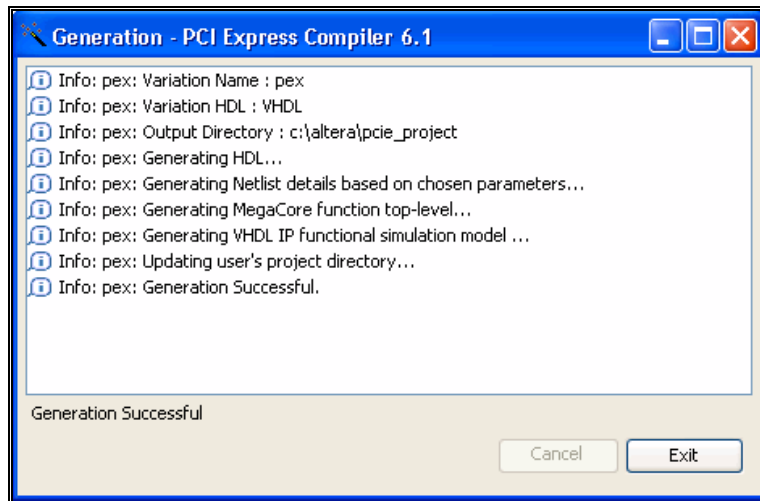 Generation - PCI Express Compiler 6.1
Info: pex: Variation Name : pex
Info: pex: Variation HDL : VHDL
Info: pex: Output Directory : c:\altera\pcie_project
Info: pex: Generating HDL...
Info: pex: Generating Netlist details based on chosen parameters...
Info: pex: Generating MegaCore function top-level...
Info: pex: Generating VHDL IP functional simulation model ...
Info: pex: Updating user's project directory...
Info: pex: Generation Successful.
Generation Successful
Cancel Exit